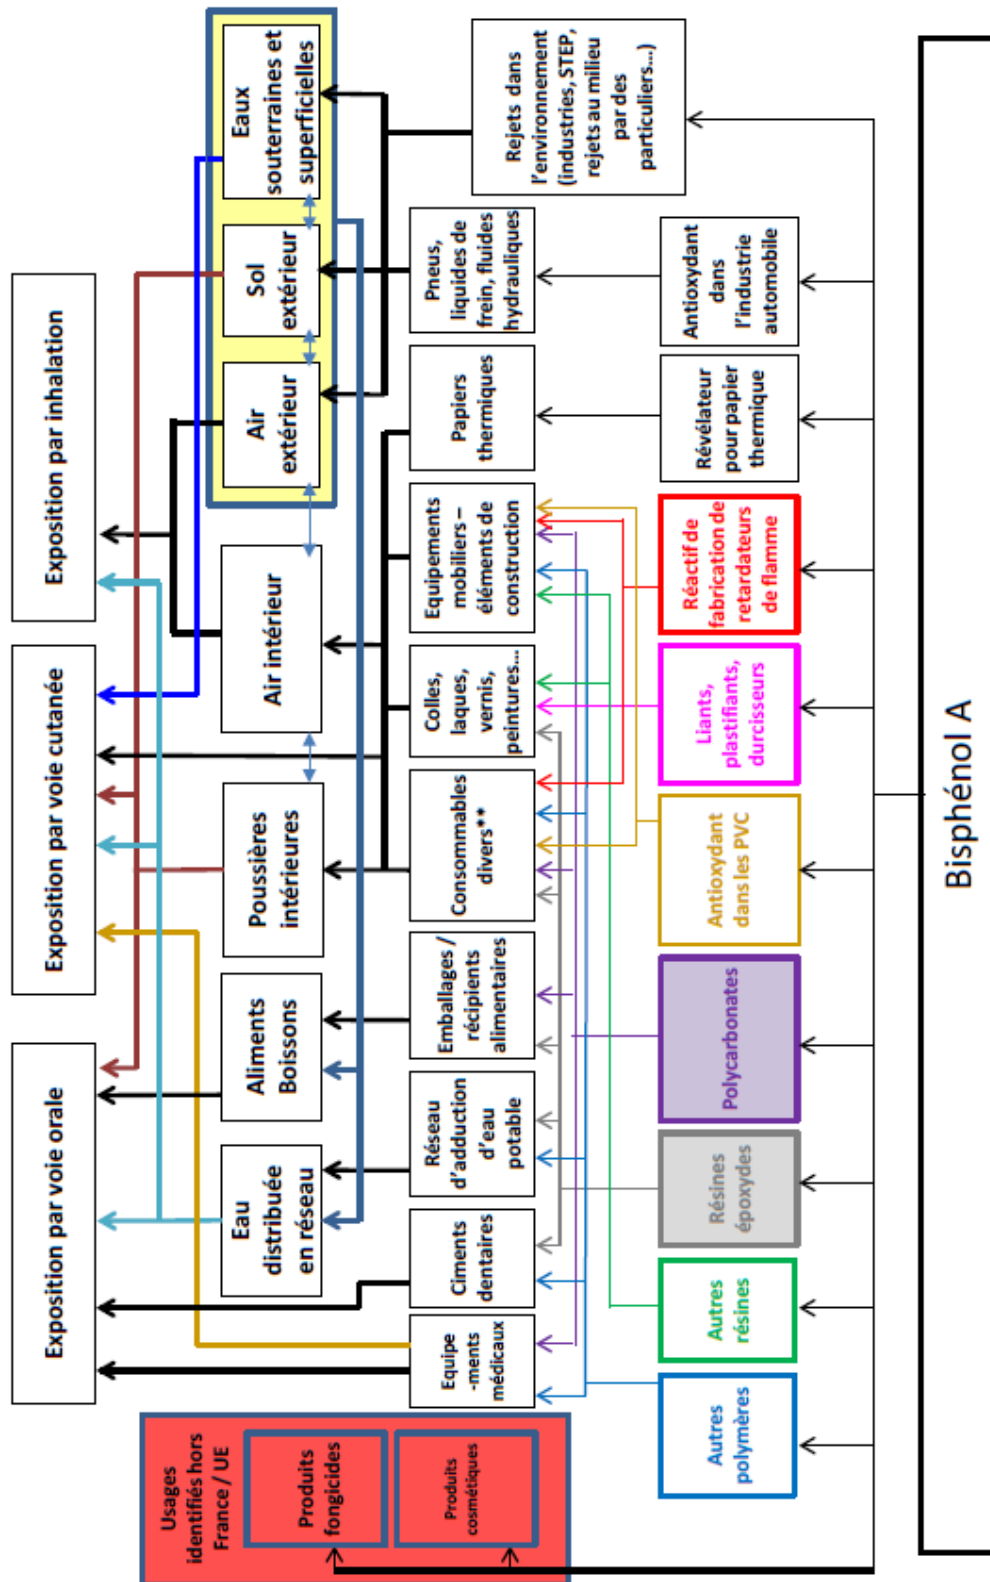 Exposition par voie orale
Exposition par voie cutanée
Exposition par inhalation
Usages
identifiés hors
France / UE
Produits
fongicides
Produits
cosmétiques
Eau
distribuée
en réseau
Aliments
Boissons
Poussières
intérieures
Air intérieur
Air
extérieur
Sol
extérieur
Eaux
souterraines et
superficielles
Equipe
-ments
médicaux
Ciments
dentaires
Réseau
d'adduction
d'eau
potable
Emballages /
récipients
alimentaires
Consommables
divers**
Colles,
laques,
vernis,
peintures...
Equipements
mobiliers –
éléments de
construction
Papiers
thermiques
Pneus,
liquides de
frein, fluides
hydrauliques
Rejets dans
l'environnement
(industries, STEP,
rejets au milieu
par des
particuliers...)
Autres
polymères
Autres
résines
Résines
époxydes
Polycarbonates
Antioxydant
dans les PVC
Liants,
plastifiants,
durcisseurs
Réactif de
fabrication de
retardateurs
de flamme
Révélateur
pour papier
thermique
Antioxydant
dans
l'industrie
automobile
Bisphénol A